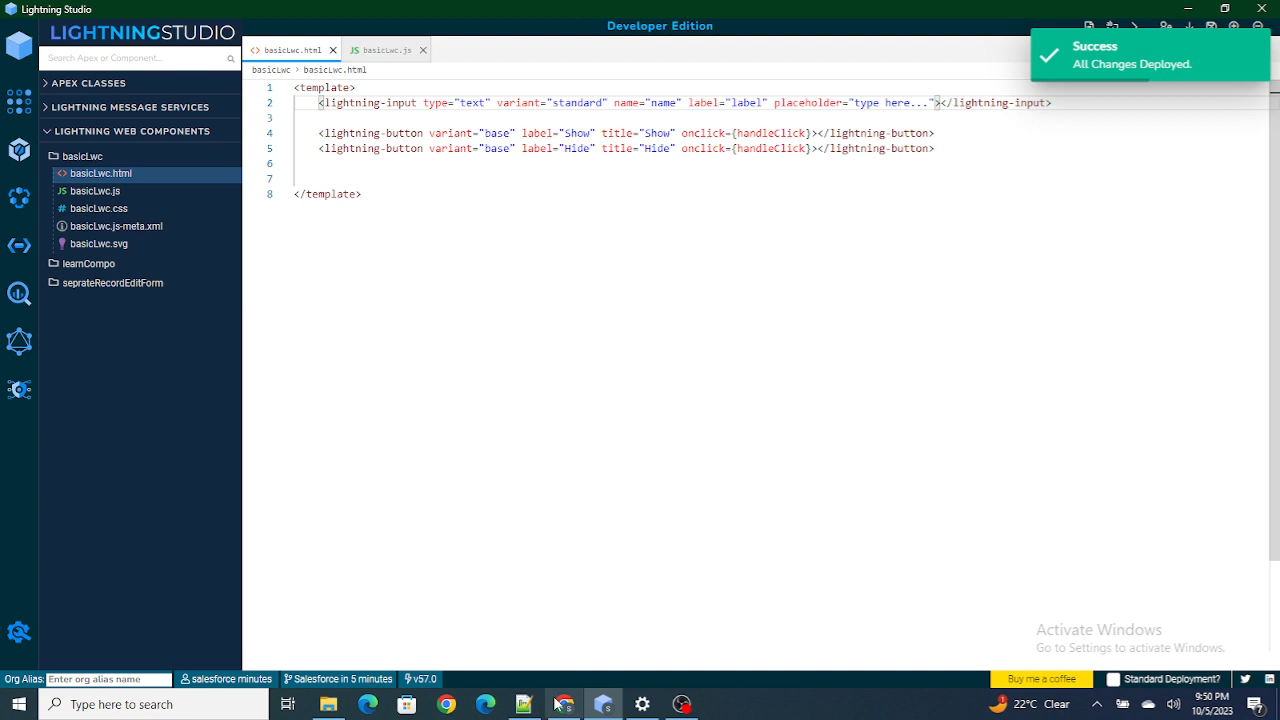 Lightning Studio
LIGHTNINGSTUDIO
Developer Edition
Search Apex or Component...
<> basicLwc.html
JS basicLwc.js
Success
All Changes Deployed.
APEX CLASSES
LIGHTNING MESSAGE SERVICES
LIGHTNING WEB COMPONENTS
basicLwc
<> basicLwc.html
JS basicLwc.js
# basicLwc.css
basicLwc.js-meta.xml
basicLwc.svg
learnCompo
seprateRecordEditForm
basicLwc > basicLwc.html
1 <template>
2 <lightning-input type="text" variant="standard" name="name" label="label" placeholder="type here..."></lightning-input>
3
4 <lightning-button variant="base" label="Show" title="Show" onclick={handleClick}></lightning-button>
5 <lightning-button variant="base" label="Hide" title="Hide" onclick={handleClick}></lightning-button>
6
7
8 </template>
Activate Windows
Go to Settings to activate Windows.
Org Alias: Enter org alias name salesforce minutes Salesforce in 5 minutes v57.0 Buy me a coffee Standard Deployment?
Type here to search
1 22°C Clear
9:50 PM
10/5/2023
7